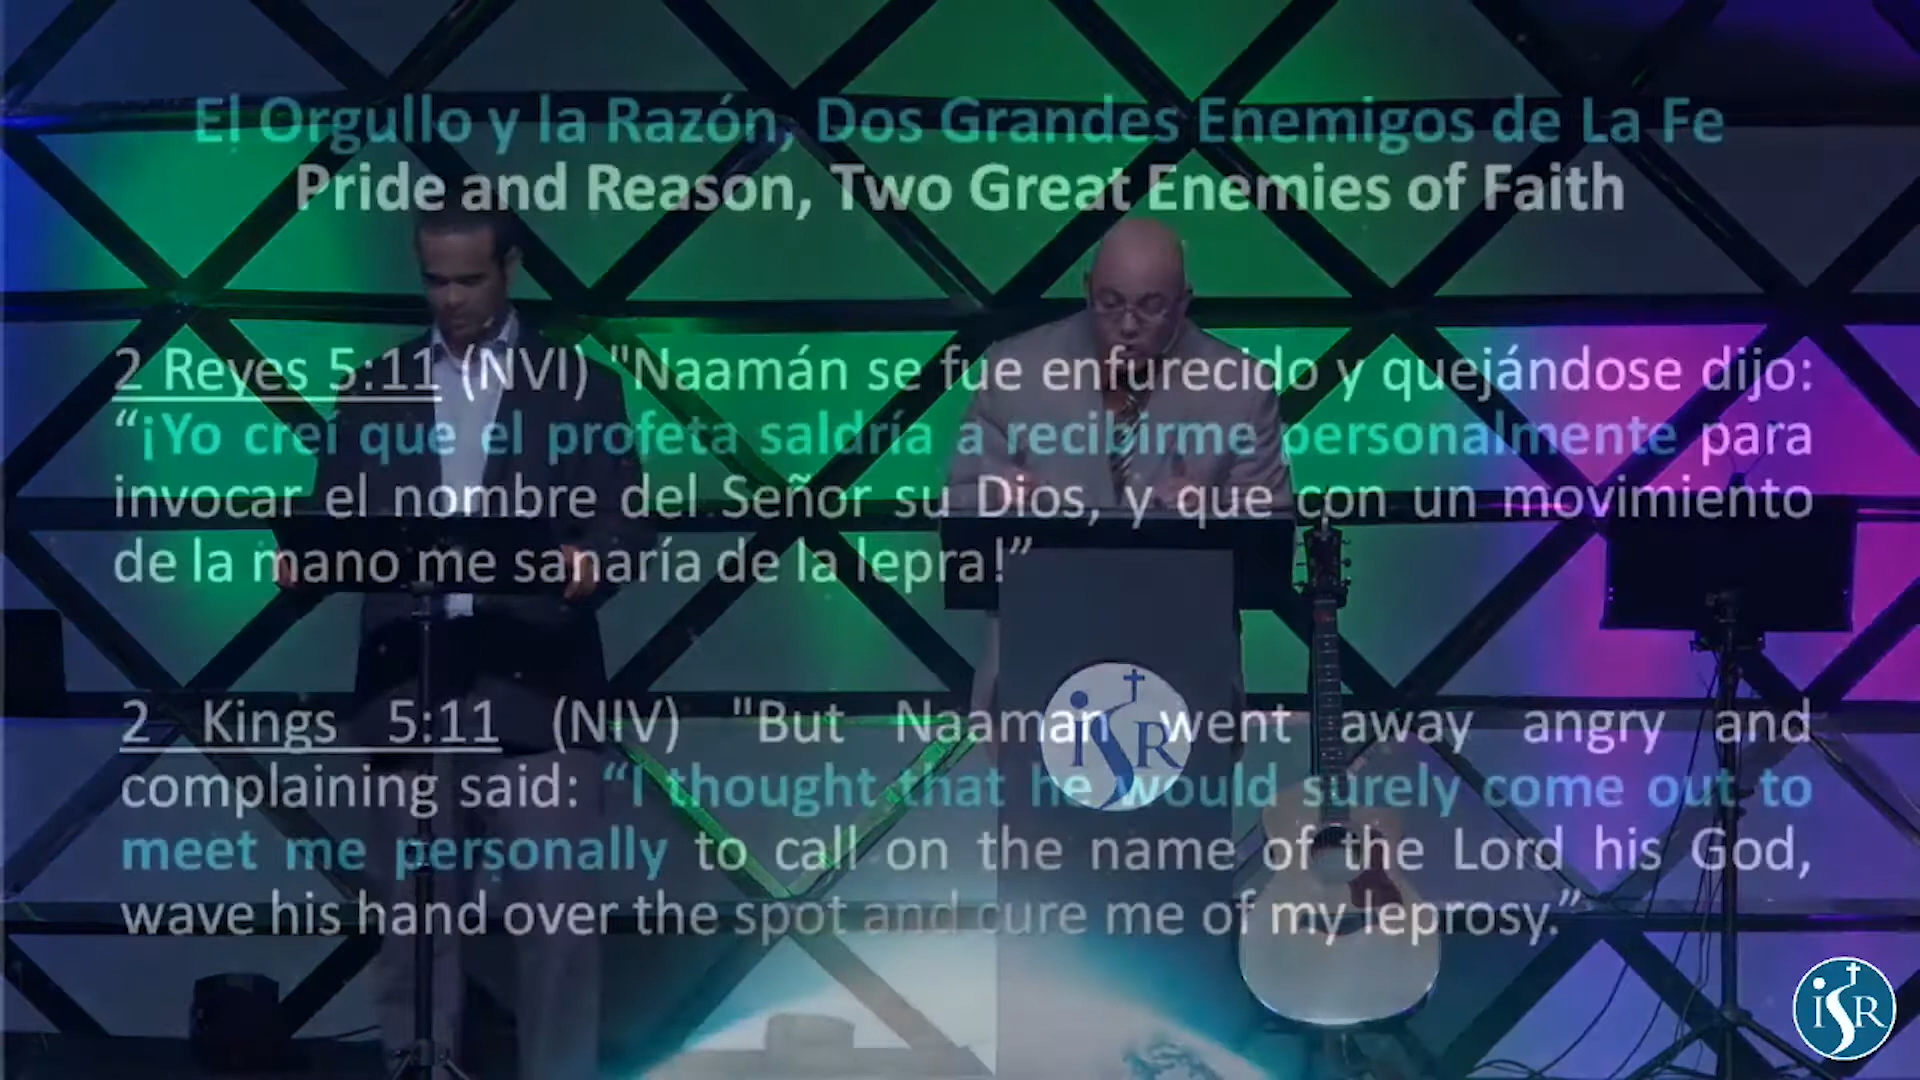 El Orgullo y la Razón, Dos Grandes Enemigos de La Fe
Pride and Reason, Two Great Enemies of Faith
2 Reyes 5:11 (NVI) "Naamán se fue enfurecido y quejándose dijo:
“¡Yo creí que el profeta saldría a recibirme personalmente para
invocar el nombre del Señor su Dios, y que con un movimiento
de la mano me sanaría de la lepra!”
2 Kings 5:11 (NIV) "But Naaman went away angry and
complaining said: “I thought that he would surely come out to
meet me personally to call on the name of the Lord his God,
wave his hand over the spot and cure me of my leprosy.”
iSR
iSR